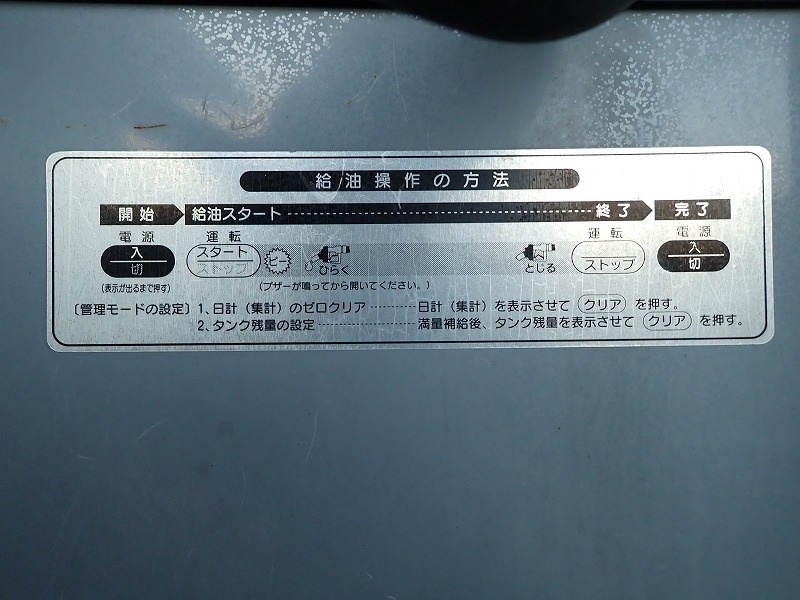 給油操作の方法
開始 給油スタート 終了 完了
電源 運転 運転 電源
入 スタート ピー ひらく とじる 入
切 ストップ ストップ 切
(表示が出るまで押す) (ブザーが鳴ってから開いてください。)
〔管理モードの設定〕1、日計(集計)のゼロクリア………日計(集計)を表示させて クリア を押す。
2、タンク残量の設定………………満量補給後、タンク残量を表示させて クリア を押す。